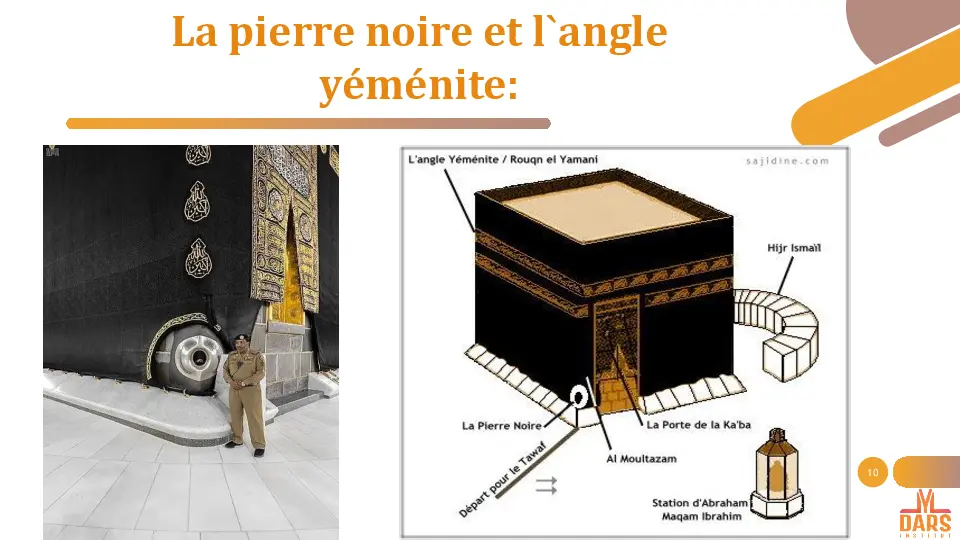 La pierre noire et l`angle
yéménite:
L'angle Yéménite / Rouqn el Yamani
sajidine.com
Hijr Ismaïl
La Pierre Noire
La Porte de la Ka'ba
Al Moultazam
Départ pour le Tawaf
Station d'Abraham
Maqam Ibrahim
10
DARS
INSTITUT